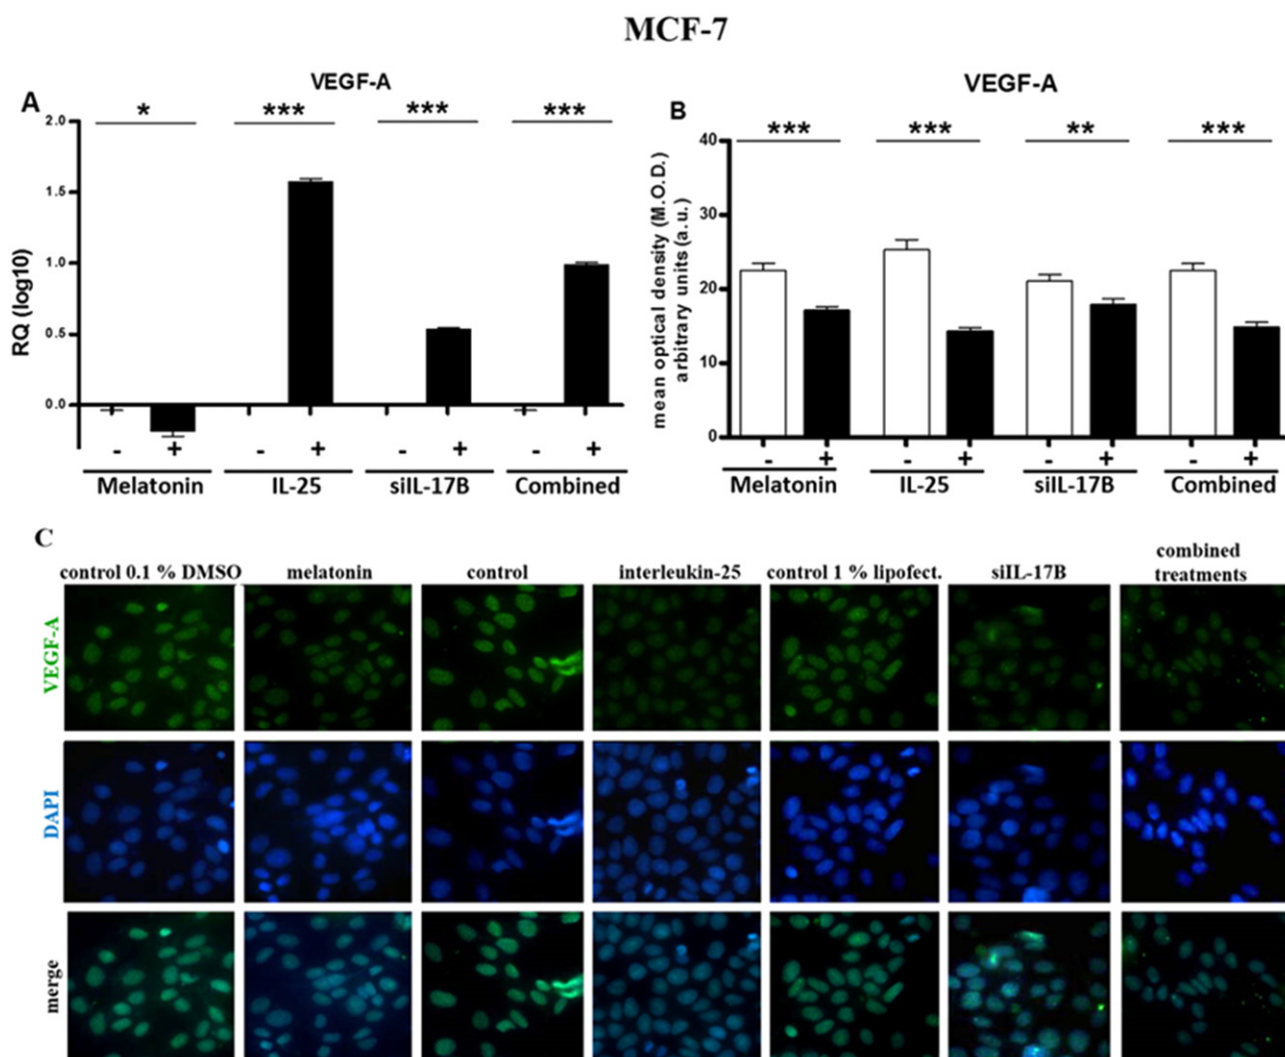 MCF-7
A
VEGF-A
* *** *** ***
RQ (log10)
2.0
1.5
1.0
0.5
0.0
- + - + - + - +
Melatonin IL-25 siIL-17B Combined
B
VEGF-A
*** *** ** ***
mean optical density (M.O.D.)
arbitrary units (a.u.)
40
30
20
10
0
- + - + - + - +
Melatonin IL-25 siIL-17B Combined
C
control 0.1 % DMSO
melatonin
control
interleukin-25
control 1 % lipofect.
siIL-17B
combined
treatments
VEGF-A
DAPI
merge